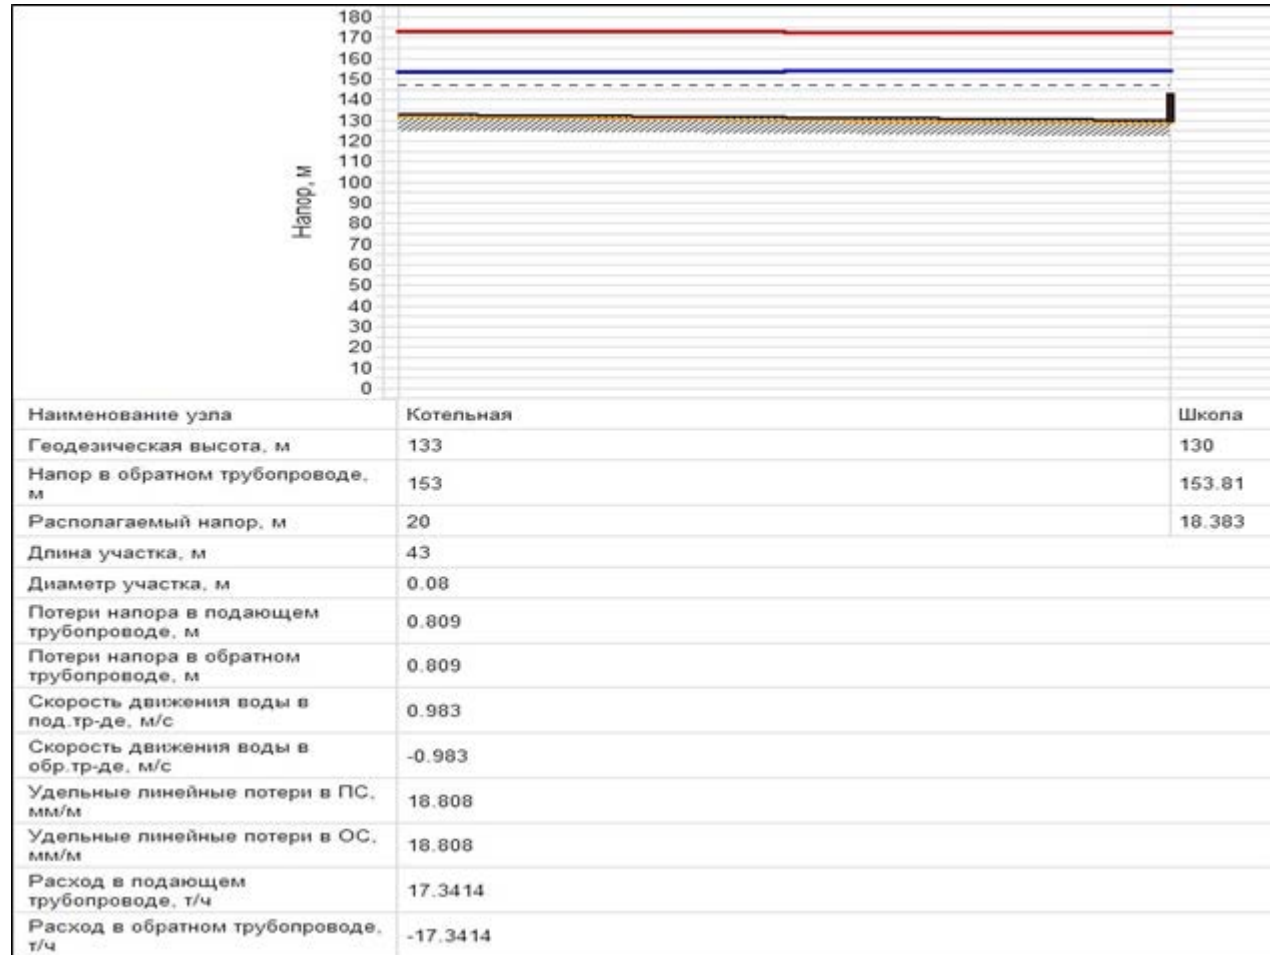 180
170
160
150
140
130
120
110
100
90
80
70
60
50
40
30
20
10
0
Напор, м
Наименование узла Котельная Школа
Геодезическая высота, м 133 130
Напор в обратном трубопроводе,
м 153 153.81
Располагаемый напор, м 20 18.383
Длина участка, м 43
Диаметр участка, м 0.08
Потери напора в подающем
трубопроводе, м 0.809
Потери напора в обратном
трубопроводе, м 0.809
Скорость движения воды в
под.тр-де, м/с 0.983
Скорость движения воды в
обр.тр-де, м/с -0.983
Удельные линейные потери в ПС,
мм/м 18.808
Удельные линейные потери в ОС,
мм/м 18.808
Расход в подающем
трубопроводе, т/ч 17.3414
Расход в обратном трубопроводе,
т/ч -17.3414